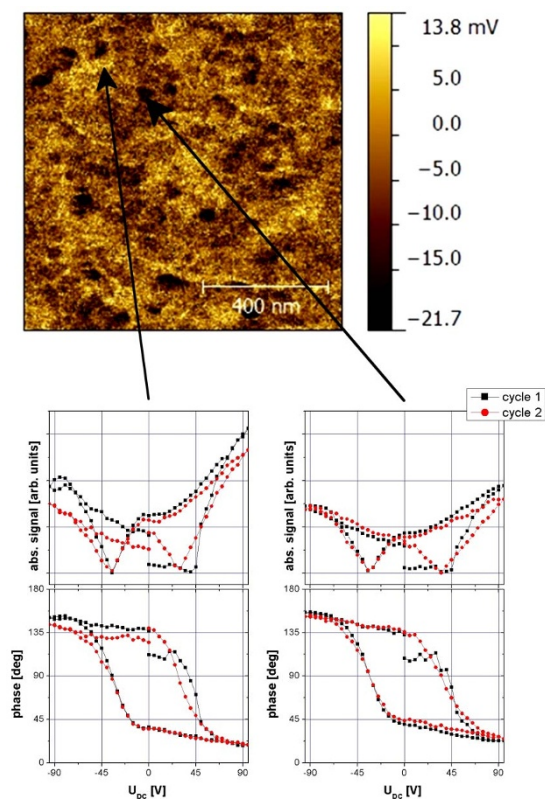 13.8 mV
5.0
0.0
−5.0
−10.0
−15.0
−21.7
400 nm
cycle 1
cycle 2
abs. signal [arb. units]
abs. signal [arb. units]
180
135
90
45
0
phase [deg]
-90 -45 0 45 90
U_DC [V]
180
135
90
45
0
phase [deg]
-90 -45 0 45 90
U_DC [V]